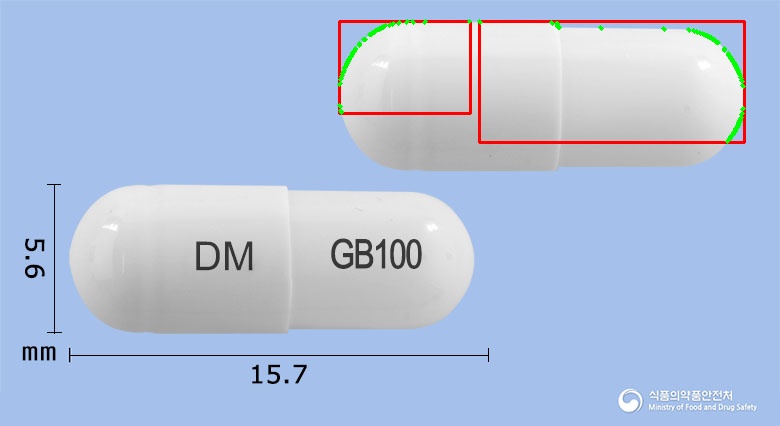 DM GB100
5.6
mm
15.7
식품의약품안전처
Ministry of Food and Drug Safety